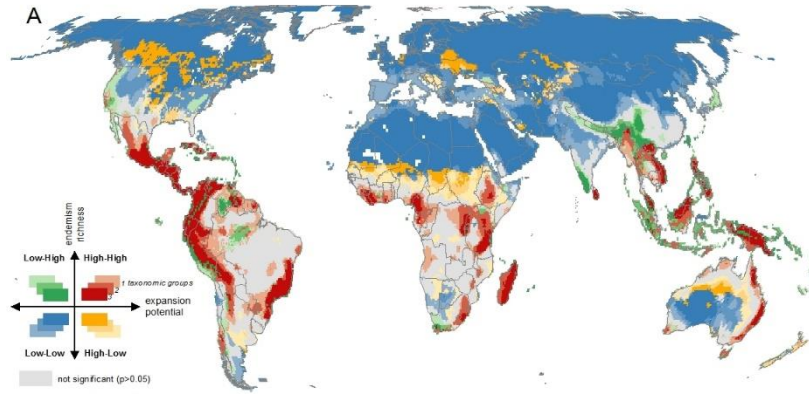 A
endemism
richness
Low-High
High-High
1 taxonomic groups
2
3
expansion
potential
Low-Low
High-Low
not significant (p>0.05)